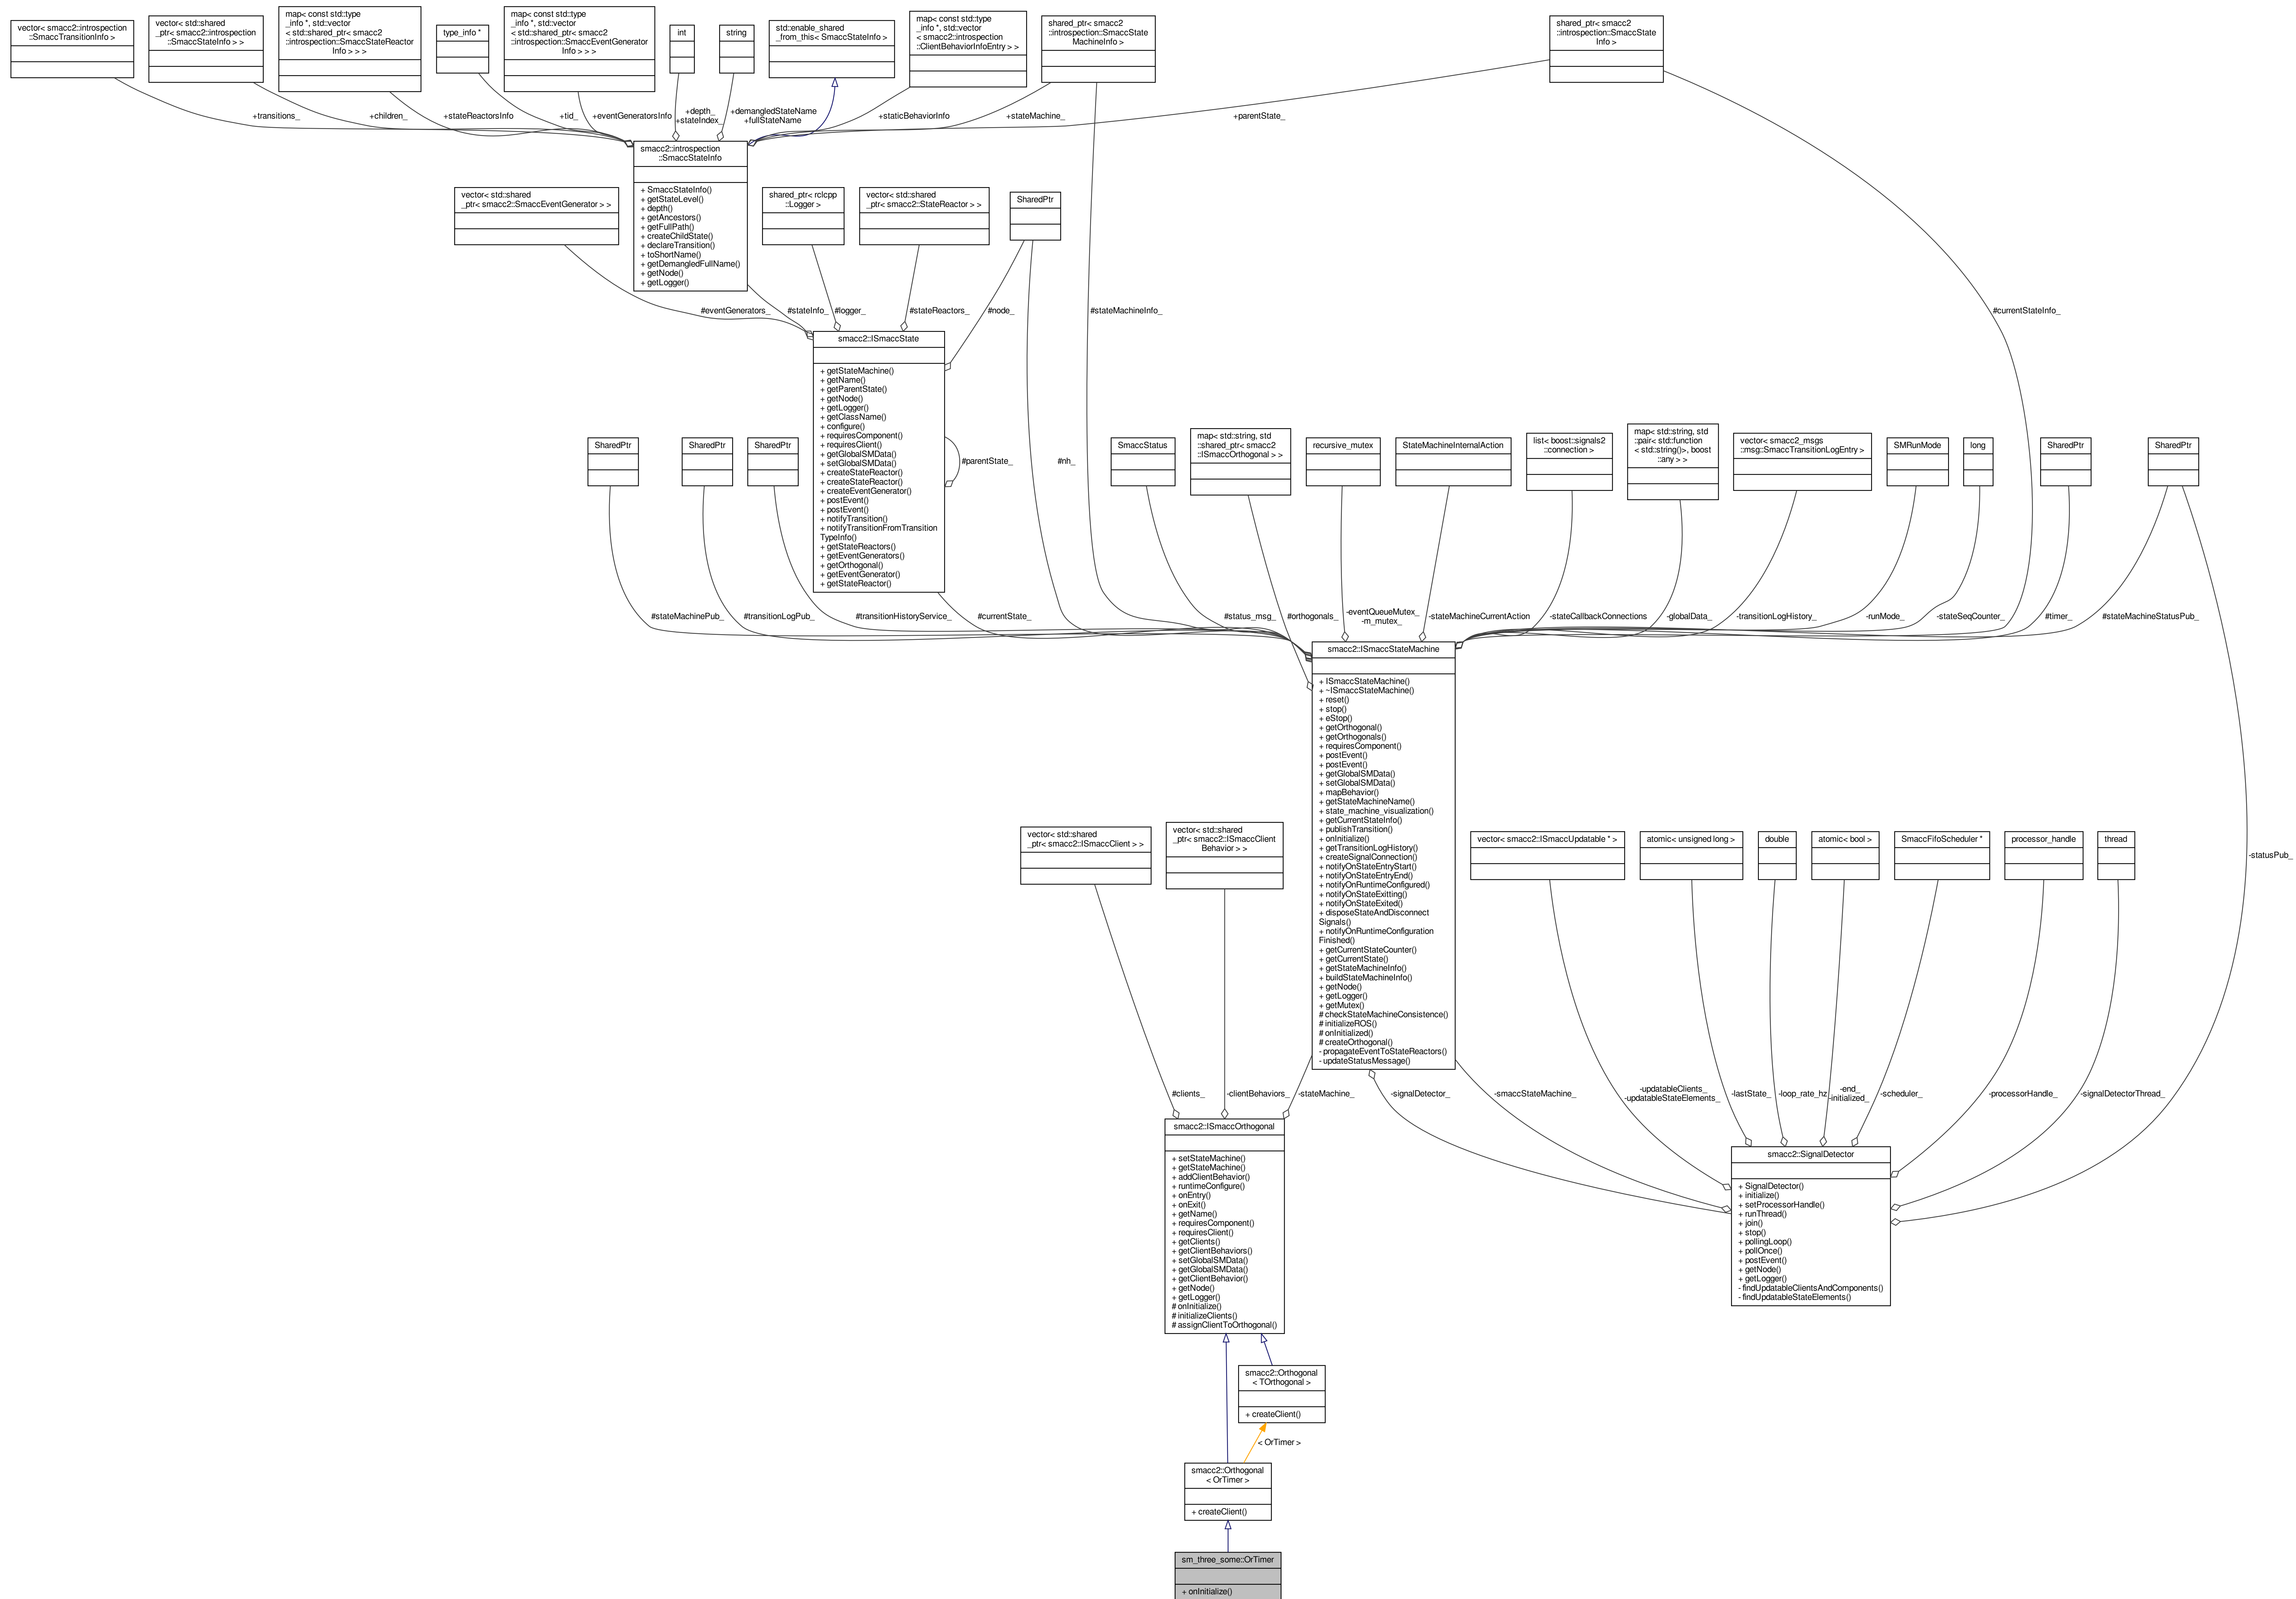 vector< smacc2::introspection
::SmaccTransitionInfo >
vector< std::shared
_ptr< smacc2::introspection
::SmaccStateInfo > >
map< const std::type
_info *, std::vector
< std::shared_ptr< smacc2
::introspection::SmaccStateReactor
Info > > >
type_info *
map< const std::type
_info *, std::vector
< std::shared_ptr< smacc2
::introspection::SmaccEventGenerator
Info > > >
int
string
std::enable_shared
_from_this< SmaccStateInfo >
map< const std::type
_info *, std::vector
< smacc2::introspection
::ClientBehaviorInfoEntry > >
shared_ptr< smacc2
::introspection::SmaccState
MachineInfo >
shared_ptr< smacc2
::introspection::SmaccState
Info >
+transitions_
+children_
+stateReactorsInfo
+tid_
+eventGeneratorsInfo
+depth_
+stateIndex_
+demangledStateName
+fullStateName
+staticBehaviorInfo
+stateMachine_
+parentState_
smacc2::introspection
::SmaccStateInfo
+ SmaccStateInfo()
+ getStateLevel()
+ depth()
+ getAncestors()
+ getFullPath()
+ createChildState()
+ declareTransition()
+ toShortName()
+ getDemangledFullName()
+ getNode()
+ getLogger()
vector< std::shared
_ptr< smacc2::SmaccEventGenerator > >
shared_ptr< rclcpp
::Logger >
vector< std::shared
_ptr< smacc2::StateReactor > >
SharedPtr
#eventGenerators_
#stateInfo_
#logger_
#stateReactors_
#node_
#stateMachineInfo_
#currentStateInfo_
smacc2::ISmaccState
+ getStateMachine()
+ getName()
+ getParentState()
+ getNode()
+ getLogger()
+ getClassName()
+ configure()
+ requiresComponent()
+ requiresClient()
+ getGlobalSMData()
+ setGlobalSMData()
+ createStateReactor()
+ createStateReactor()
+ createEventGenerator()
+ postEvent()
+ postEvent()
+ notifyTransition()
+ notifyTransitionFromTransition
TypeInfo()
+ getStateReactors()
+ getEventGenerators()
+ getOrthogonal()
+ getEventGenerator()
+ getStateReactor()
#parentState_
#nh_
SharedPtr
SharedPtr
SharedPtr
SmaccStatus
map< std::string, std
::shared_ptr< smacc2
::ISmaccOrthogonal > >
recursive_mutex
StateMachineInternalAction
list< boost::signals2
::connection >
map< std::string, std
::pair< std::function
< std::string()>, boost
::any > >
vector< smacc2_msgs
::msg::SmaccTransitionLogEntry >
SMRunMode
long
SharedPtr
SharedPtr
#stateMachinePub_
#transitionLogPub_
#transitionHistoryService_
#currentState_
#status_msg_
#orthogonals_
-eventQueueMutex_
-m_mutex_
-stateMachineCurrentAction
-stateCallbackConnections
-globalData_
-transitionLogHistory_
-runMode_
-stateSeqCounter_
#timer_
#stateMachineStatusPub_
smacc2::ISmaccStateMachine
+ ISmaccStateMachine()
+ ~ISmaccStateMachine()
+ reset()
+ stop()
+ eStop()
+ getOrthogonal()
+ getOrthogonals()
+ requiresComponent()
+ postEvent()
+ postEvent()
+ getGlobalSMData()
+ setGlobalSMData()
+ mapBehavior()
+ getStateMachineName()
+ state_machine_visualization()
+ getCurrentStateInfo()
+ publishTransition()
+ onInitialize()
+ getTransitionLogHistory()
+ createSignalConnection()
+ notifyOnStateEntryStart()
+ notifyOnStateEntryEnd()
+ notifyOnRuntimeConfigured()
+ notifyOnStateExitting()
+ notifyOnStateExited()
+ disposeStateAndDisconnect
Signals()
+ notifyOnRuntimeConfiguration
Finished()
+ getCurrentStateCounter()
+ getCurrentState()
+ getStateMachineInfo()
+ buildStateMachineInfo()
+ getNode()
+ getLogger()
+ getMutex()
# checkStateMachineConsistence()
# initializeROS()
# onInitialized()
# createOrthogonal()
- propagateEventToStateReactors()
- updateStatusMessage()
vector< std::shared
_ptr< smacc2::ISmaccClient > >
vector< std::shared
_ptr< smacc2::ISmaccClient
Behavior > >
vector< smacc2::ISmaccUpdatable * >
atomic< unsigned long >
double
atomic< bool >
SmaccFifoScheduler *
processor_handle
thread
-statusPub_
#clients_
-clientBehaviors_
-stateMachine_
-signalDetector_
-smaccStateMachine_
-updatableClients_
-updatableStateElements_
-lastState_
-loop_rate_hz
-end_
-initialized_
-scheduler_
-processorHandle_
-signalDetectorThread_
smacc2::ISmaccOrthogonal
+ setStateMachine()
+ getStateMachine()
+ addClientBehavior()
+ runtimeConfigure()
+ onEntry()
+ onExit()
+ getName()
+ requiresComponent()
+ requiresClient()
+ getClients()
+ getClientBehaviors()
+ setGlobalSMData()
+ getGlobalSMData()
+ getClientBehavior()
+ getNode()
+ getLogger()
# onInitialize()
# initializeClients()
# assignClientToOrthogonal()
smacc2::SignalDetector
+ SignalDetector()
+ initialize()
+ setProcessorHandle()
+ runThread()
+ join()
+ stop()
+ pollingLoop()
+ pollOnce()
+ postEvent()
+ getNode()
+ getLogger()
- findUpdatableClientsAndComponents()
- findUpdatableStateElements()
smacc2::Orthogonal
< TOrthogonal >
+ createClient()
< OrTimer >
smacc2::Orthogonal
< OrTimer >
+ createClient()
sm_three_some::OrTimer
+ onInitialize()